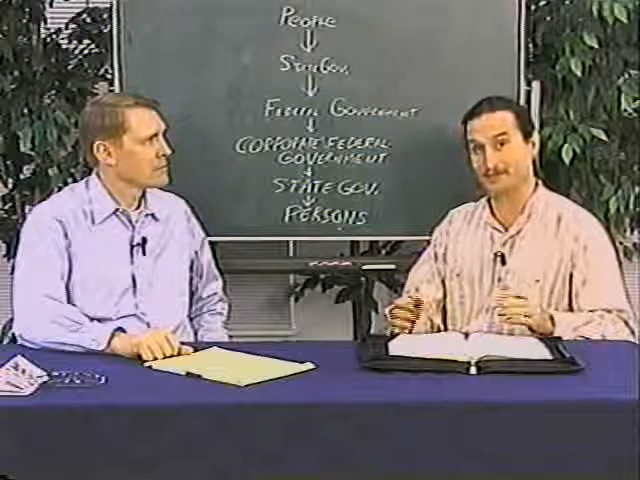 PEOPLE
STATE GOV.
FEDERAL GOVERNMENT
CORPORATE FEDERAL
GOVERNMENT
STATE GOV.
PERSONS